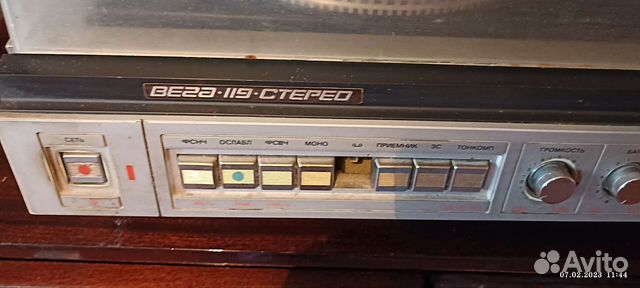 ВЕГА-119-СТЕРЕО
СЕТЬ
ФСНЧ ОСЛАБЛ ФСВЧ МОНО ПРИЕМНИК ЗС ТОНКОМП
ГРОМКОСТЬ
Avito
07.02.2023 11:44